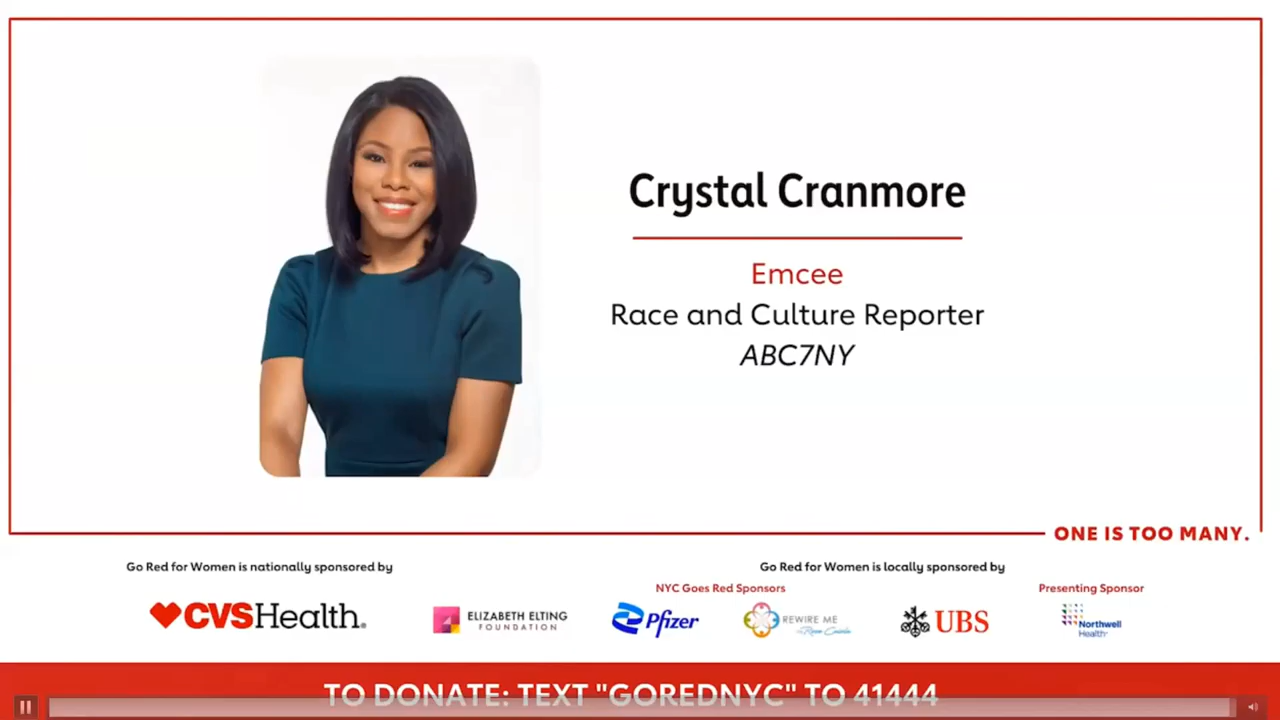 Crystal Cranmore
Emcee
Race and Culture Reporter
ABC7NY
ONE IS TOO MANY.
Go Red for Women is nationally sponsored by
Go Red for Women is locally sponsored by
NYC Goes Red Sponsors
Presenting Sponsor
CVSHealth®
ELIZABETH ELTING
FOUNDATION
Pfizer
REWIRE ME
UBS
Northwell
Health
TO DONATE: TEXT "GOREDNYC" TO 41444